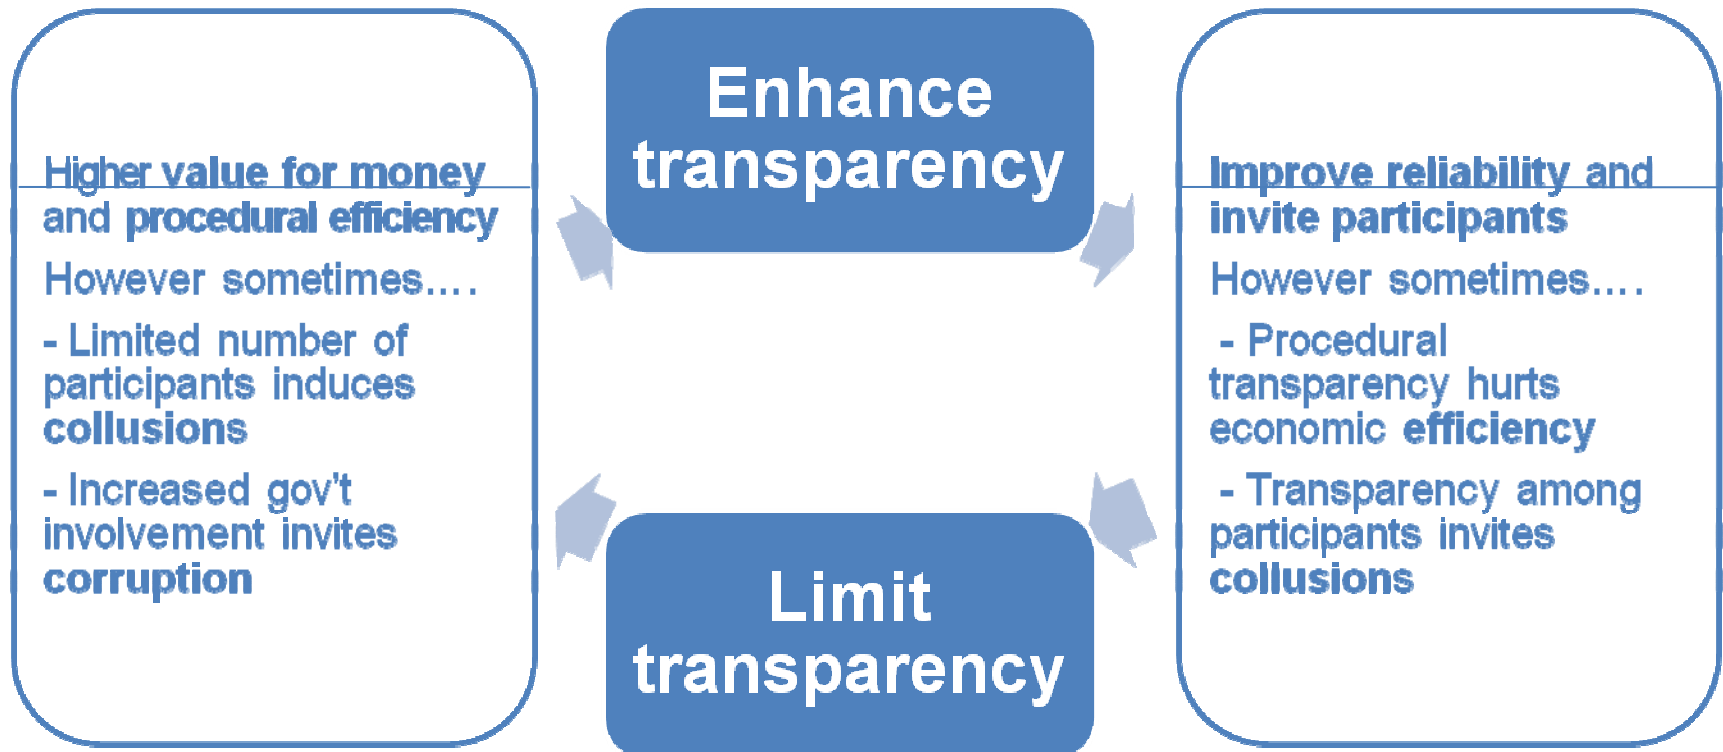 Enhance
transparency
Higher value for money
and procedural efficiency
However sometimes….
- Limited number of
participants induces
collusions
- Increased gov't
involvement invites
corruption
Improve reliability and
invite participants
However sometimes….
- Procedural
transparency hurts
economic efficiency
- Transparency among
participants invites
collusions
Limit
transparency